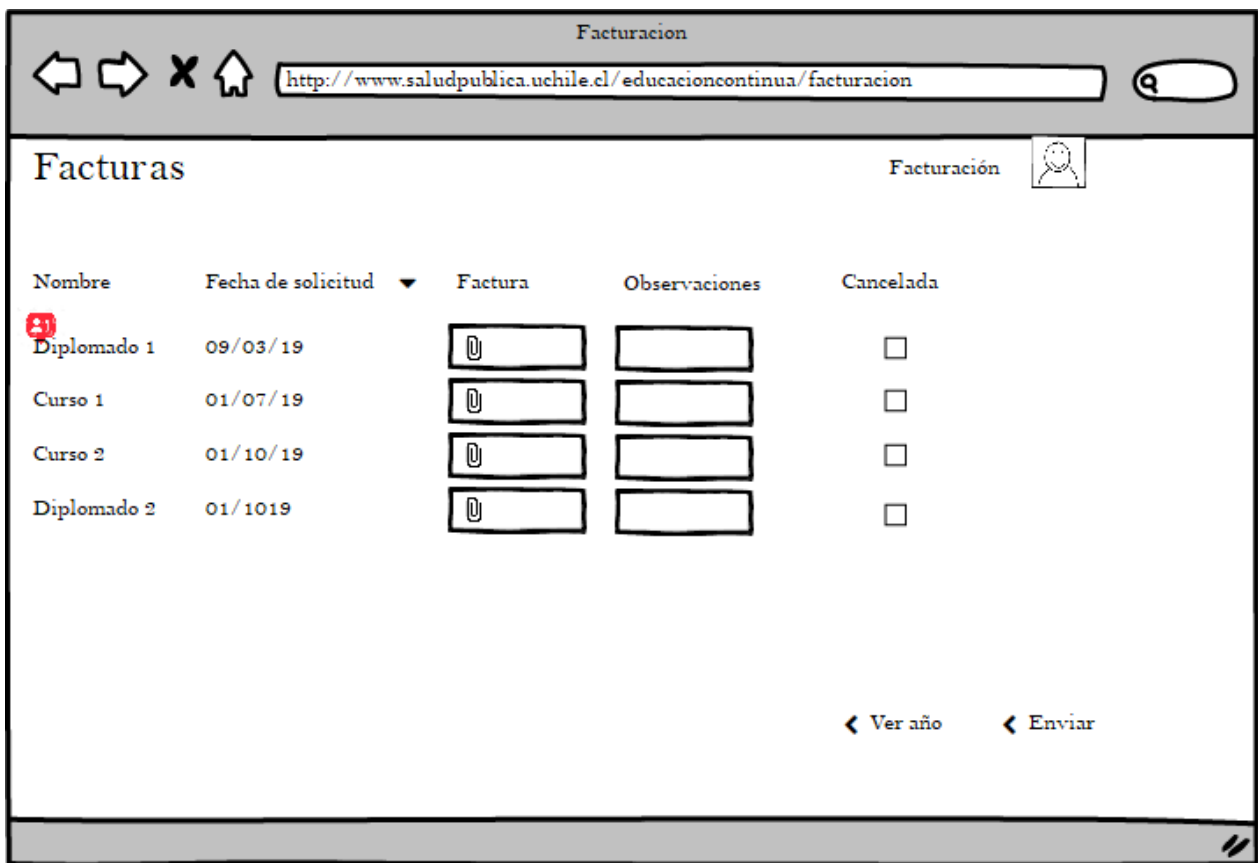 Facturacion
http://www.saludpublica.uchile.cl/educacioncontinua/facturacion
Facturas Facturación
Nombre Fecha de solicitud Factura Observaciones Cancelada
1
Diplomado 1 09/03/19
Curso 1 01/07/19
Curso 2 01/10/19
Diplomado 2 01/1019
Ver año Enviar